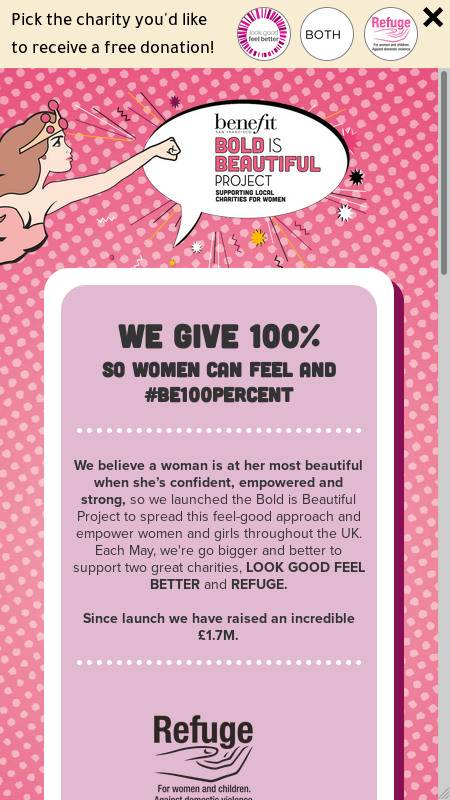 Pick the charity you'd like
to receive a free donation!
look good
feel better
BOTH
Refuge
For women and children.
Against domestic violence.
benefit
SAN FRANCISCO
BOLD IS
BEAUTIFUL
PROJECT
SUPPORTING LOCAL
CHARITIES FOR WOMEN
WE GIVE 100%
SO WOMEN CAN FEEL AND
#BE100PERCENT
We believe a woman is at her most beautiful
when she's confident, empowered and
strong, so we launched the Bold is Beautiful
Project to spread this feel-good approach and
empower women and girls throughout the UK.
Each May, we're go bigger and better to
support two great charities, LOOK GOOD FEEL
BETTER and REFUGE.
Since launch we have raised an incredible
£1.7M.
Refuge
For women and children.
Against domestic violence